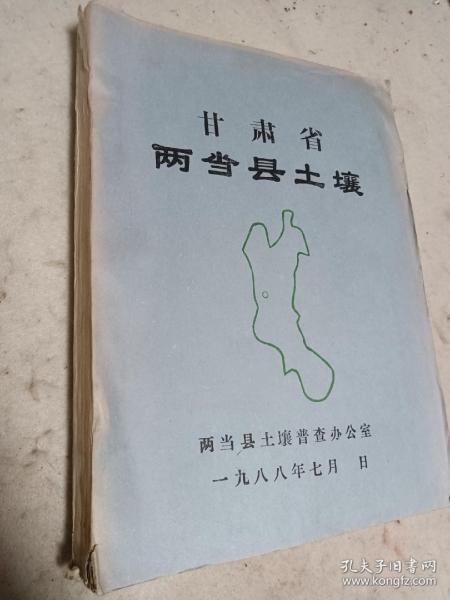 甘肃省
两当县土壤
两当县土壤普查办公室
一九八八年七月 日
孔夫子旧书网
www.kongfz.com